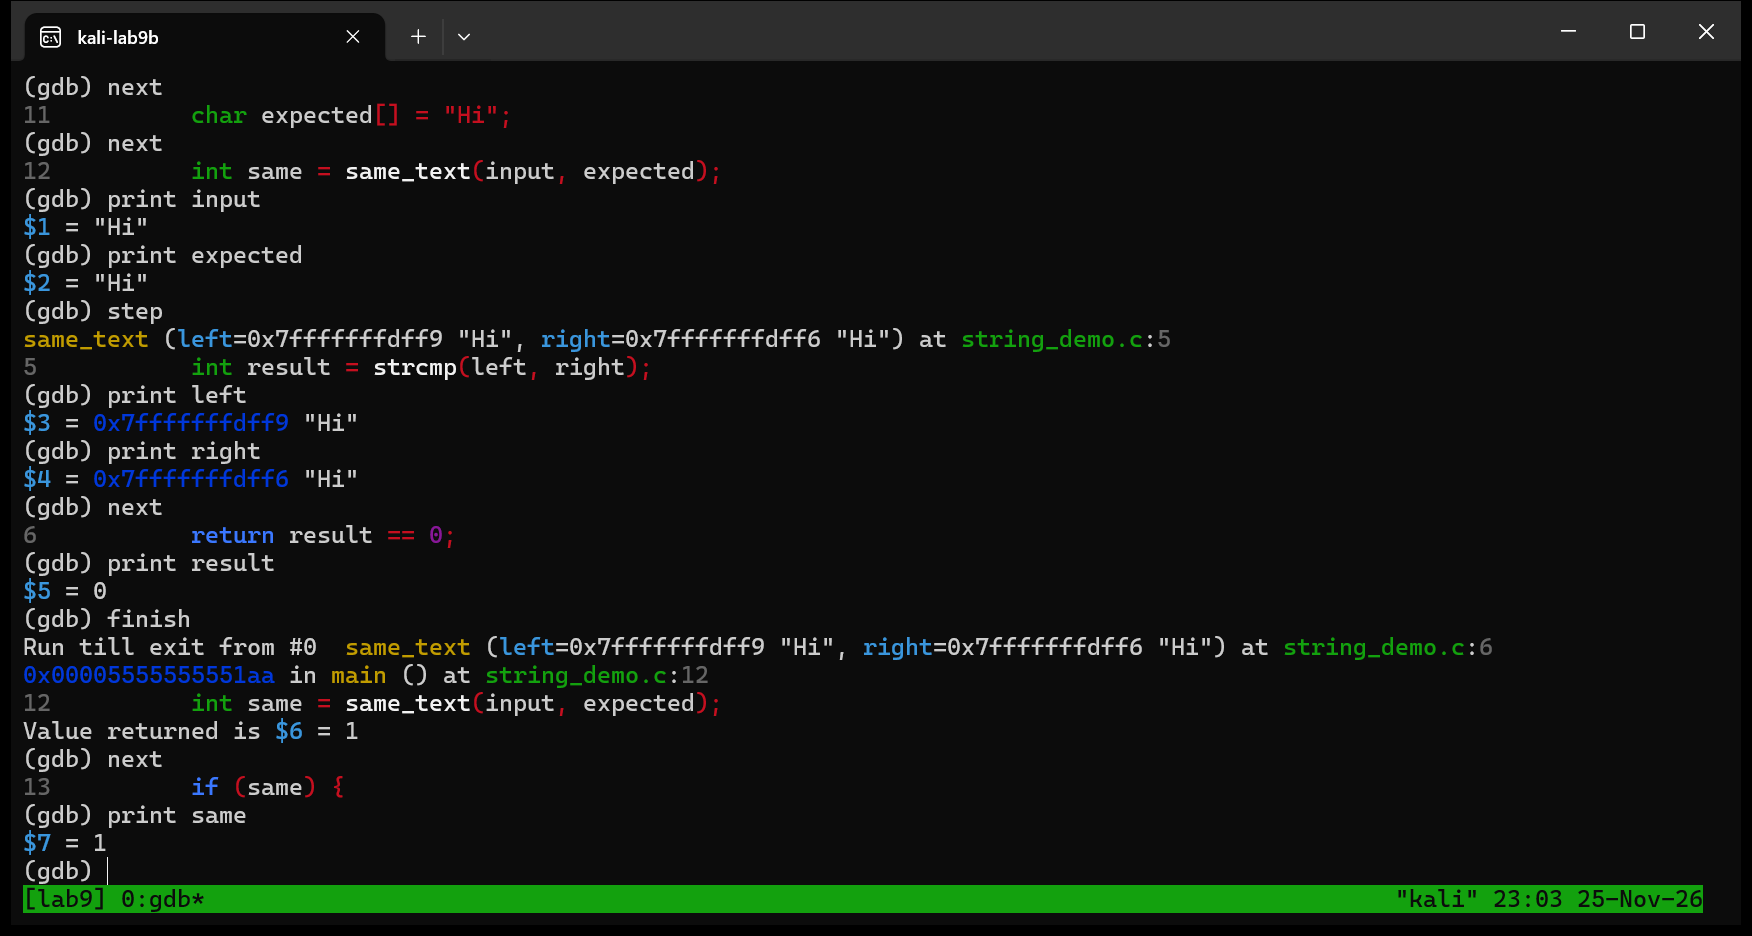 kali-lab9b
(gdb) next
11          char expected[] = "Hi";
(gdb) next
12          int same = same_text(input, expected);
(gdb) print input
$1 = "Hi"
(gdb) print expected
$2 = "Hi"
(gdb) step
same_text (left=0x7fffffffdff9 "Hi", right=0x7fffffffdff6 "Hi") at string_demo.c:5
5           int result = strcmp(left, right);
(gdb) print left
$3 = 0x7fffffffdff9 "Hi"
(gdb) print right
$4 = 0x7fffffffdff6 "Hi"
(gdb) next
6           return result == 0;
(gdb) print result
$5 = 0
(gdb) finish
Run till exit from #0  same_text (left=0x7fffffffdff9 "Hi", right=0x7fffffffdff6 "Hi") at string_demo.c:6
0x00005555555551aa in main () at string_demo.c:12
12          int same = same_text(input, expected);
Value returned is $6 = 1
(gdb) next
13          if (same) {
(gdb) print same
$7 = 1
(gdb)
[lab9] 0:gdb* "kali" 23:03 25-Nov-26